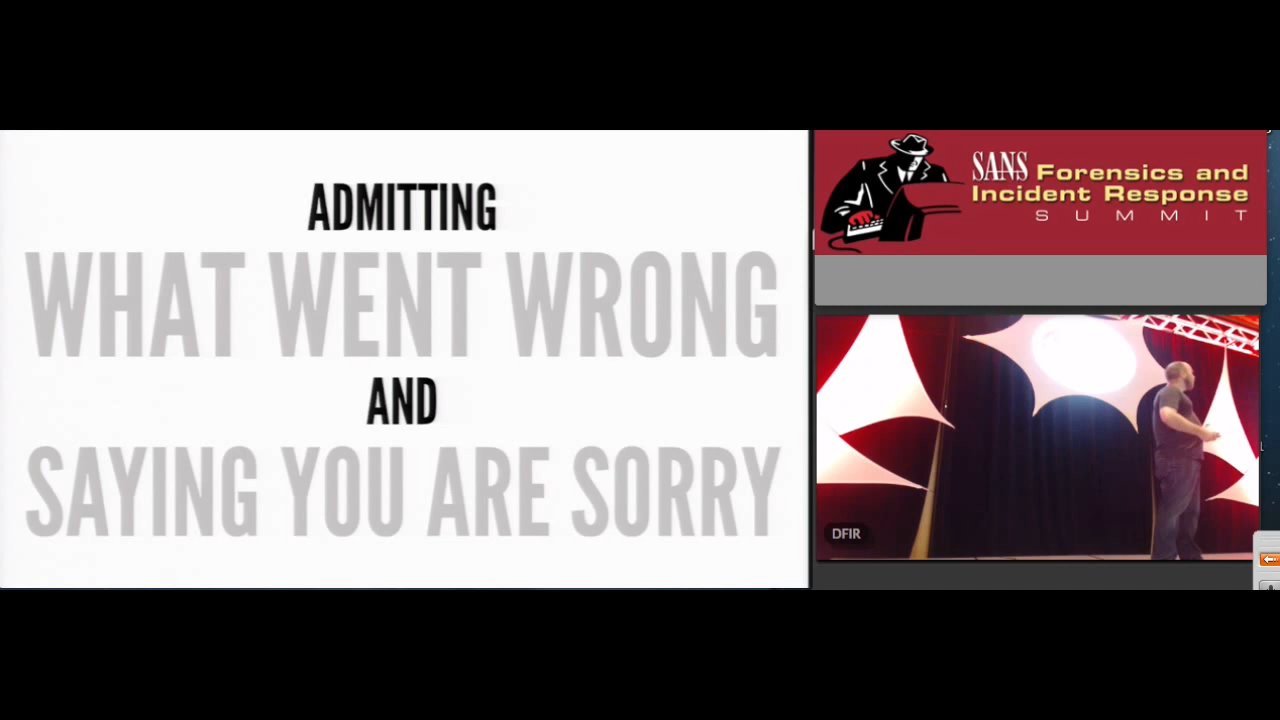 ADMITTING
WHAT WENT WRONG
AND
SAYING YOU ARE SORRY
SANS Forensics and
Incident Response
SUMMIT
DFIR